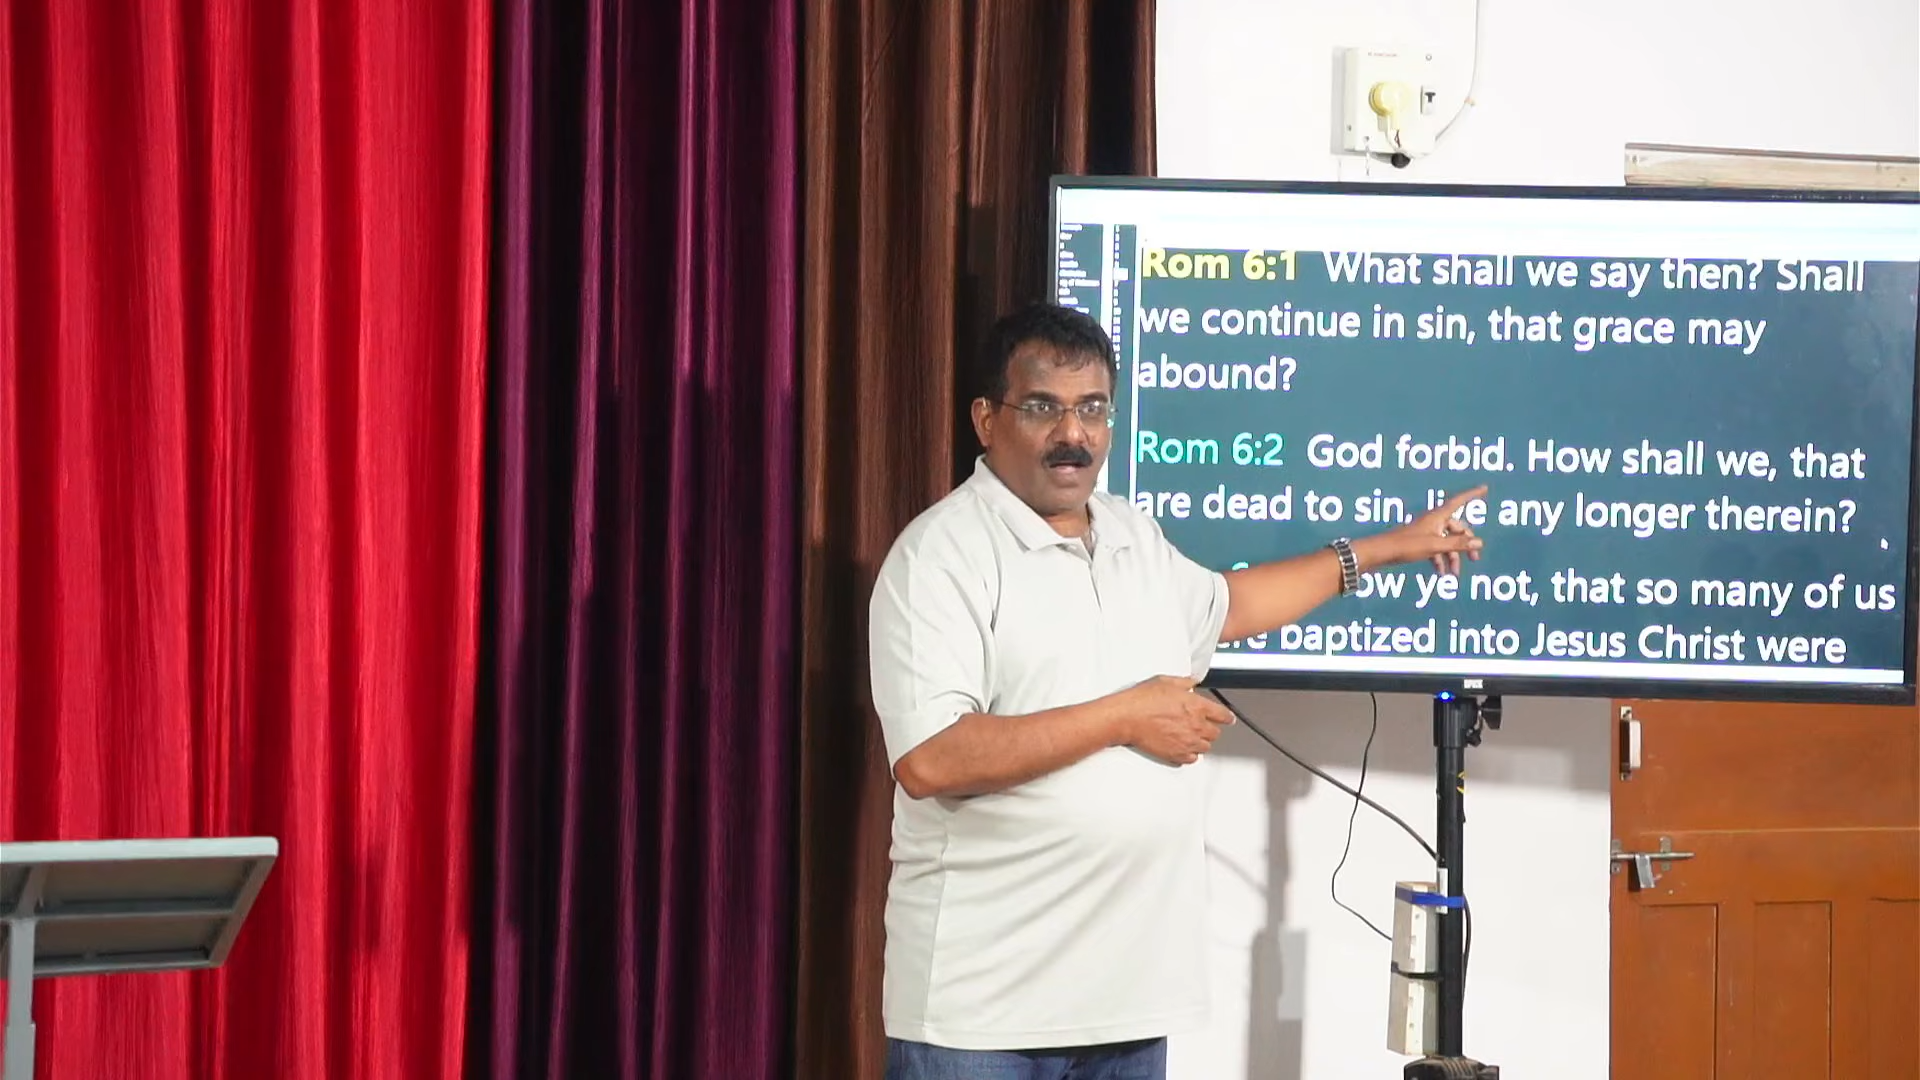 Rom 6:1 What shall we say then? Shall
we continue in sin, that grace may
abound?
Rom 6:2 God forbid. How shall we, that
are dead to sin, live any longer therein?
ye not, that so many of us
baptized into Jesus Christ were